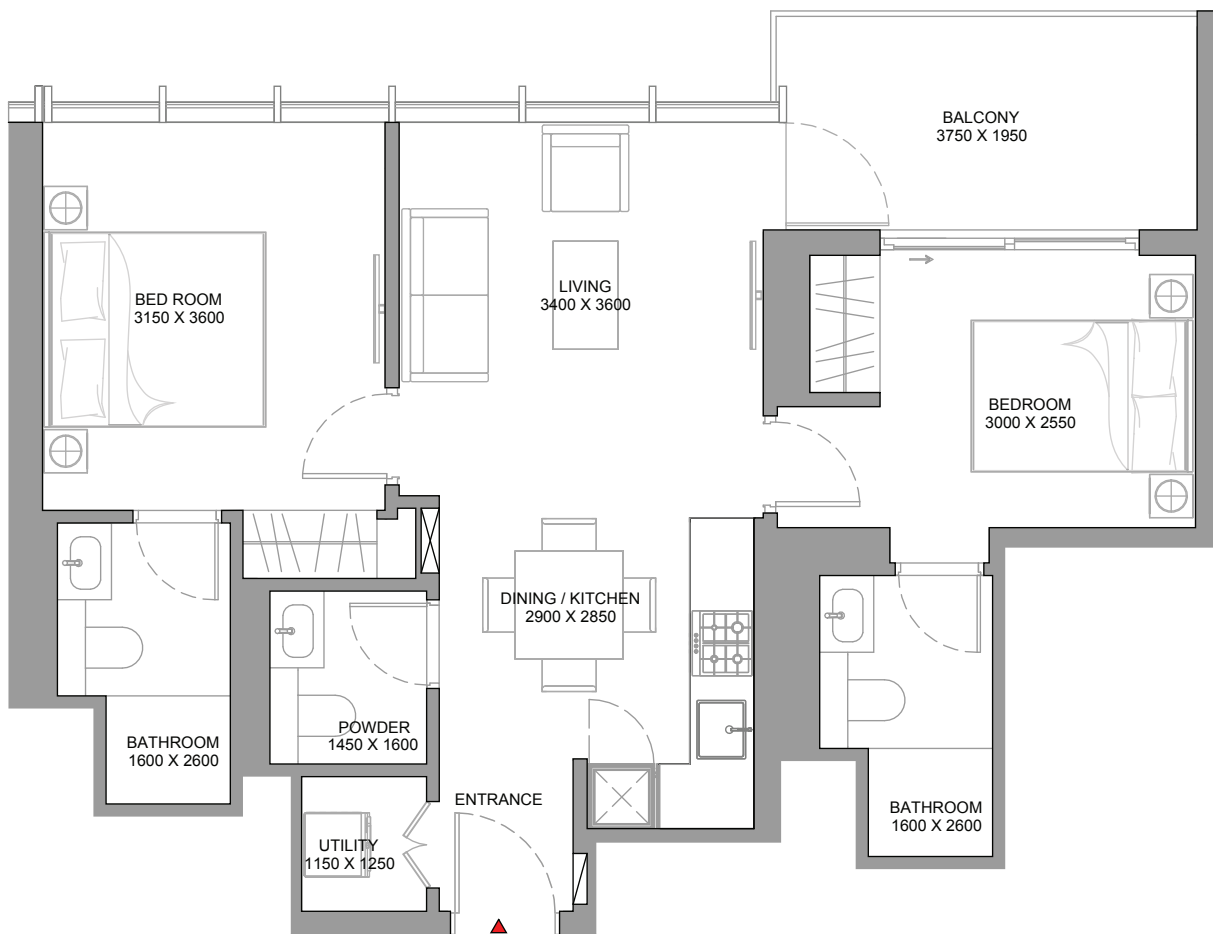 BALCONY
3750 X 1950
BED ROOM
3150 X 3600
LIVING
3400 X 3600
BEDROOM
3000 X 2550
DINING / KITCHEN
2900 X 2850
POWDER
1450 X 1600
BATHROOM
1600 X 2600
ENTRANCE
BATHROOM
1600 X 2600
UTILITY
1150 X 1250